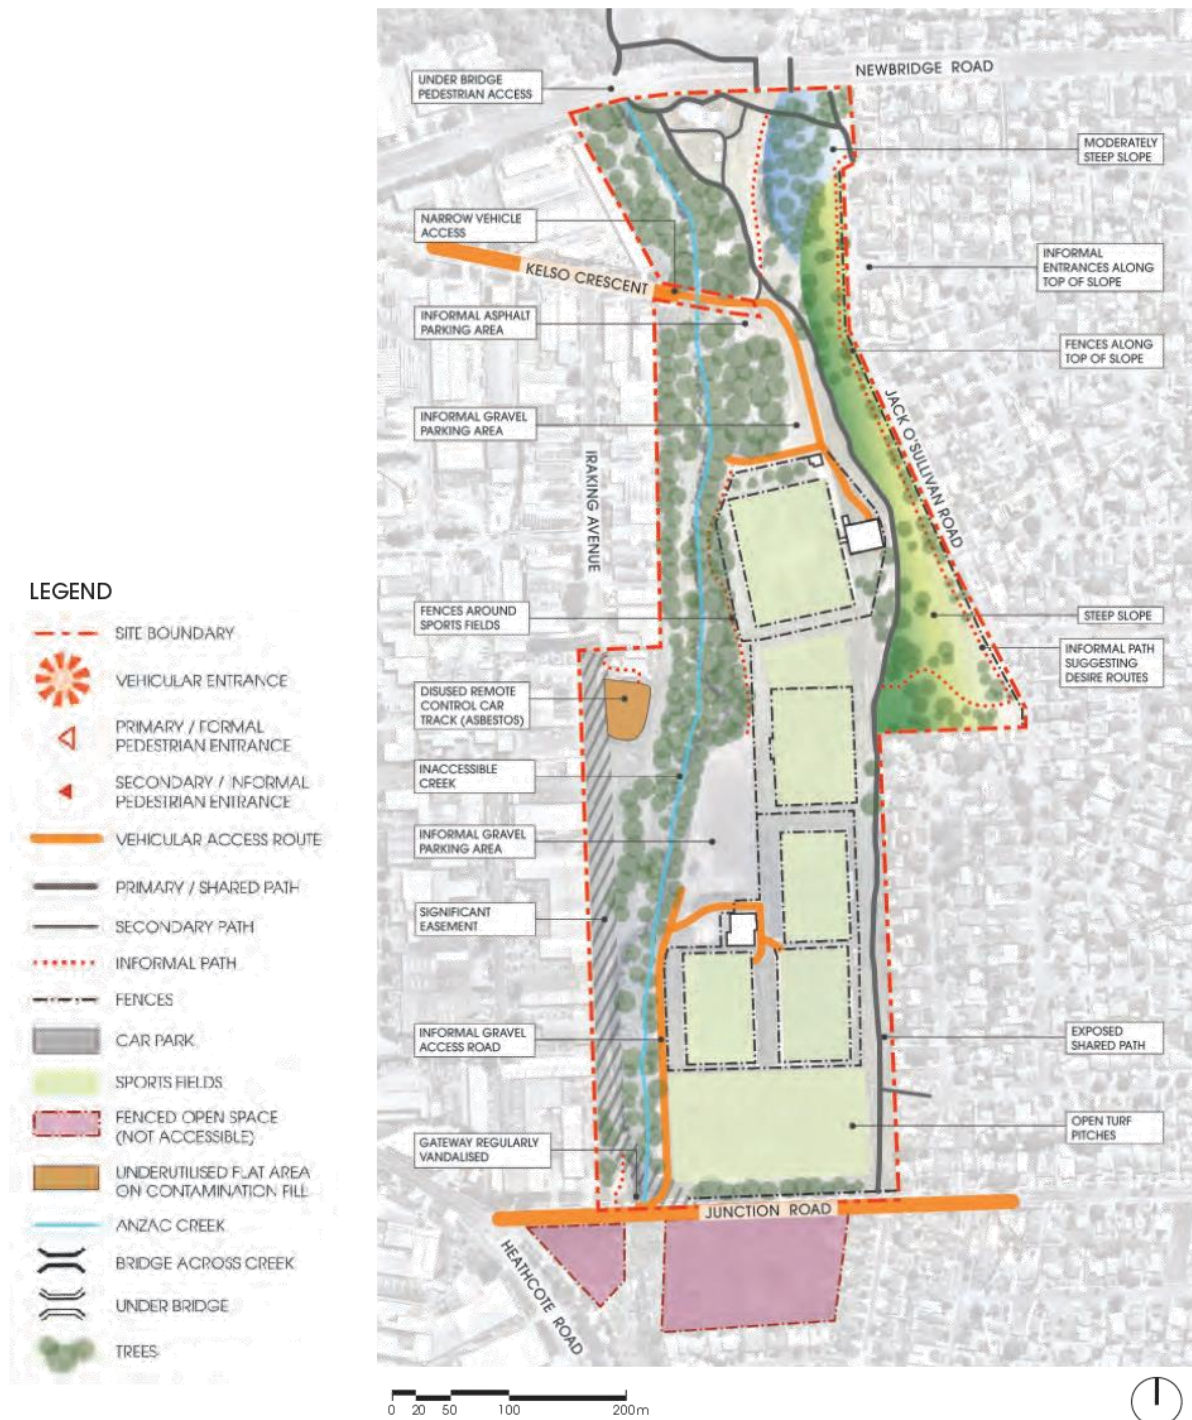 NEWBRIDGE ROAD
UNDER BRIDGE
PEDESTRIAN ACCESS
MODERATELY
STEEP SLOPE
NARROW VEHICLE
ACCESS
KELSO CRESCENT
INFORMAL
ENTRANCES ALONG
TOP OF SLOPE
INFORMAL ASPHALT
PARKING AREA
FENCES ALONG
TOP OF SLOPE
INFORMAL GRAVEL
PARKING AREA
JACK O'SULLIVAN ROAD
IRAKING AVENUE
FENCES AROUND
SPORTS FIELDS
STEEP SLOPE
INFORMAL PATH
SUGGESTING
DESIRE ROUTES
DISUSED REMOTE
CONTROL CAR
TRACK (ASBESTOS)
INACCESSIBLE
CREEK
INFORMAL GRAVEL
PARKING AREA
SIGNIFICANT
EASEMENT
INFORMAL GRAVEL
ACCESS ROAD
EXPOSED
SHARED PATH
OPEN TURF
PITCHES
GATEWAY REGULARLY
VANDALISED
JUNCTION ROAD
HEATHCOTE ROAD
LEGEND
SITE BOUNDARY
VEHICULAR ENTRANCE
PRIMARY / FORMAL
PEDESTRIAN ENTRANCE
SECONDARY / INFORMAL
PEDESTRIAN ENTRANCE
VEHICULAR ACCESS ROUTE
PRIMARY / SHARED PATH
SECONDARY PATH
INFORMAL PATH
FENCES
CAR PARK
SPORTS FIELDS
FENCED OPEN SPACE
(NOT ACCESSIBLE)
UNDERUTILISED FLAT AREA
ON CONTAMINATION FILL
ANZAC CREEK
BRIDGE ACROSS CREEK
UNDER BRIDGE
TREES
0 20 50 100 200m